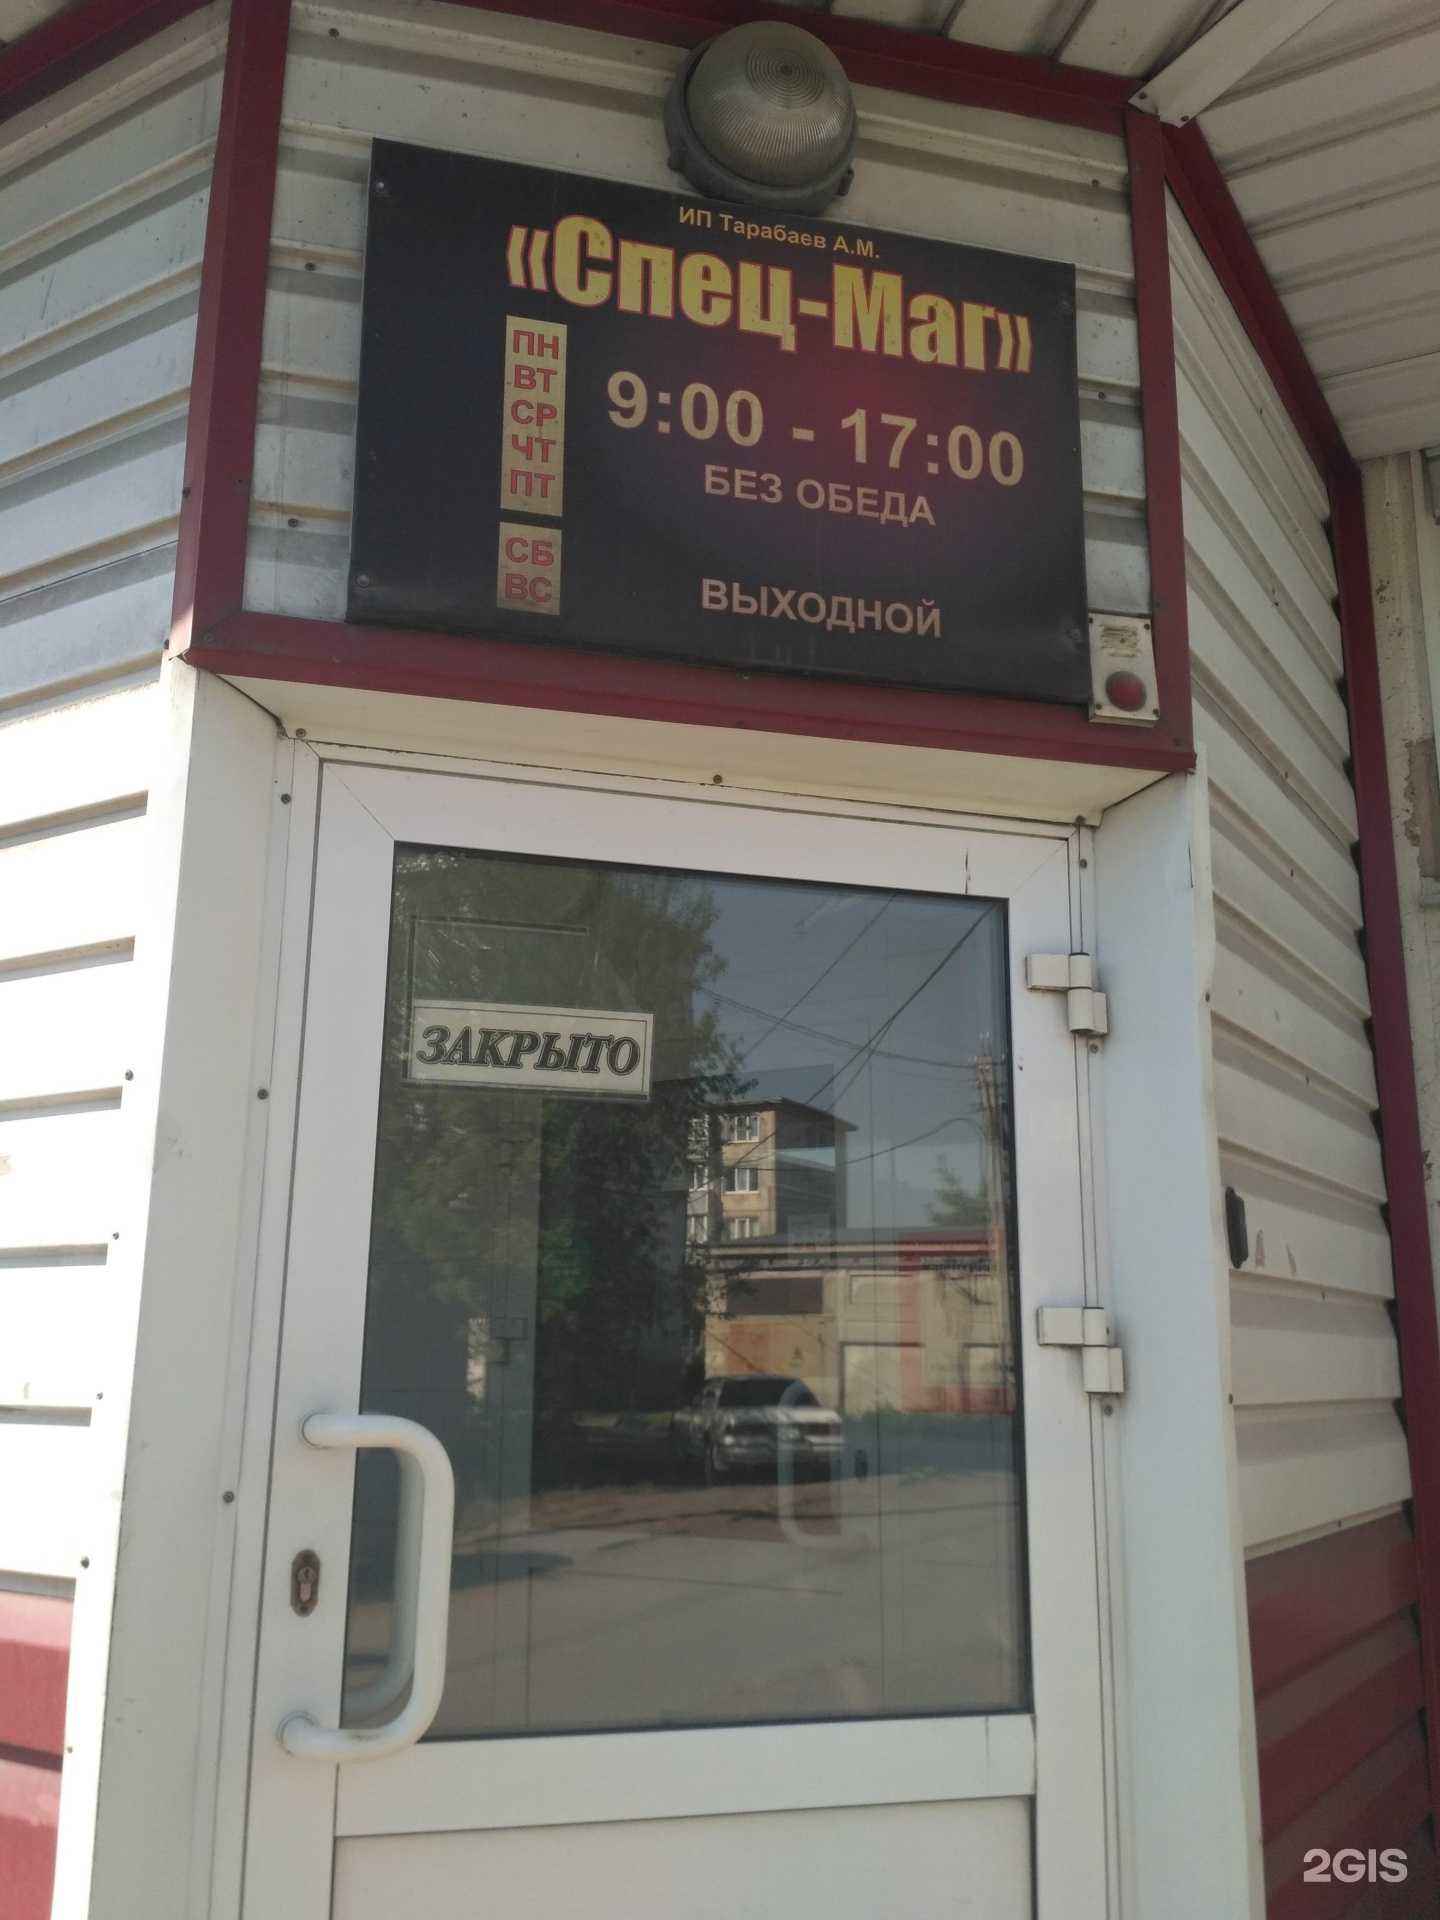 ИП Тарабаев А.М.
«Спец-Маг»
ПН
ВТ
СР
ЧТ
ПТ
9:00 - 17:00
БЕЗ ОБЕДА
СБ
ВС
ВЫХОДНОЙ
ЗАКРЫТО
2GIS